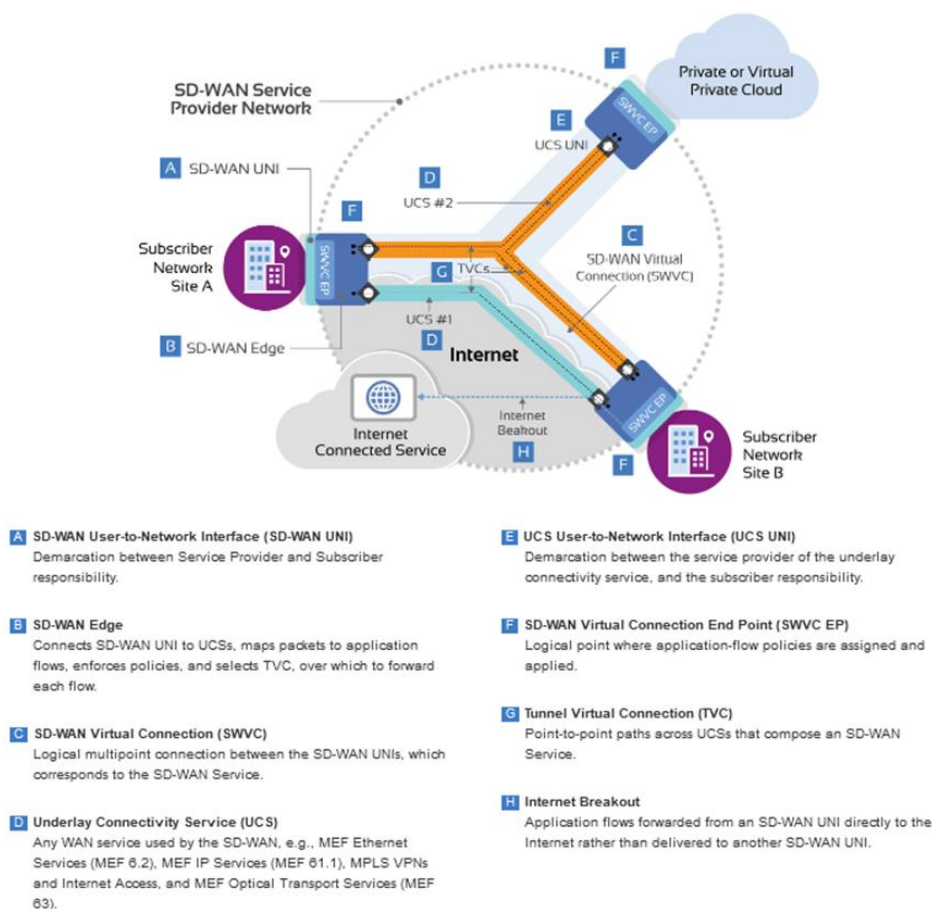 SD-WAN Service
Provider Network
F
Private or Virtual
Private Cloud
SWVC EP
E
UCS UNI
A SD-WAN UNI
D
UCS #2
F
C
SD-WAN Virtual
Connection (SWVC)
Subscriber
Network
Site A
SWVC EP
G TVCs
UCS #1
D
B SD-WAN Edge
Internet
Internet
Connected Service
Internet
Breakout
H
SWVC EP
F
Subscriber
Network
Site B
A SD-WAN User-to-Network Interface (SD-WAN UNI)
Demarcation between Service Provider and Subscriber
responsibility.
B SD-WAN Edge
Connects SD-WAN UNI to UCSs, maps packets to application
flows, enforces policies, and selects TVC, over which to forward
each flow.
C SD-WAN Virtual Connection (SWVC)
Logical multipoint connection between the SD-WAN UNIs, which
corresponds to the SD-WAN Service.
D Underlay Connectivity Service (UCS)
Any WAN service used by the SD-WAN, e.g., MEF Ethernet
Services (MEF 6.2), MEF IP Services (MEF 61.1), MPLS VPNs
and Internet Access, and MEF Optical Transport Services (MEF
63).
E UCS User-to-Network Interface (UCS UNI)
Demarcation between the service provider of the underlay
connectivity service, and the subscriber responsibility.
F SD-WAN Virtual Connection End Point (SWVC EP)
Logical point where application-flow policies are assigned and
applied.
G Tunnel Virtual Connection (TVC)
Point-to-point paths across UCSs that compose an SD-WAN
Service.
H Internet Breakout
Application flows forwarded from an SD-WAN UNI directly to the
Internet rather than delivered to another SD-WAN UNI.